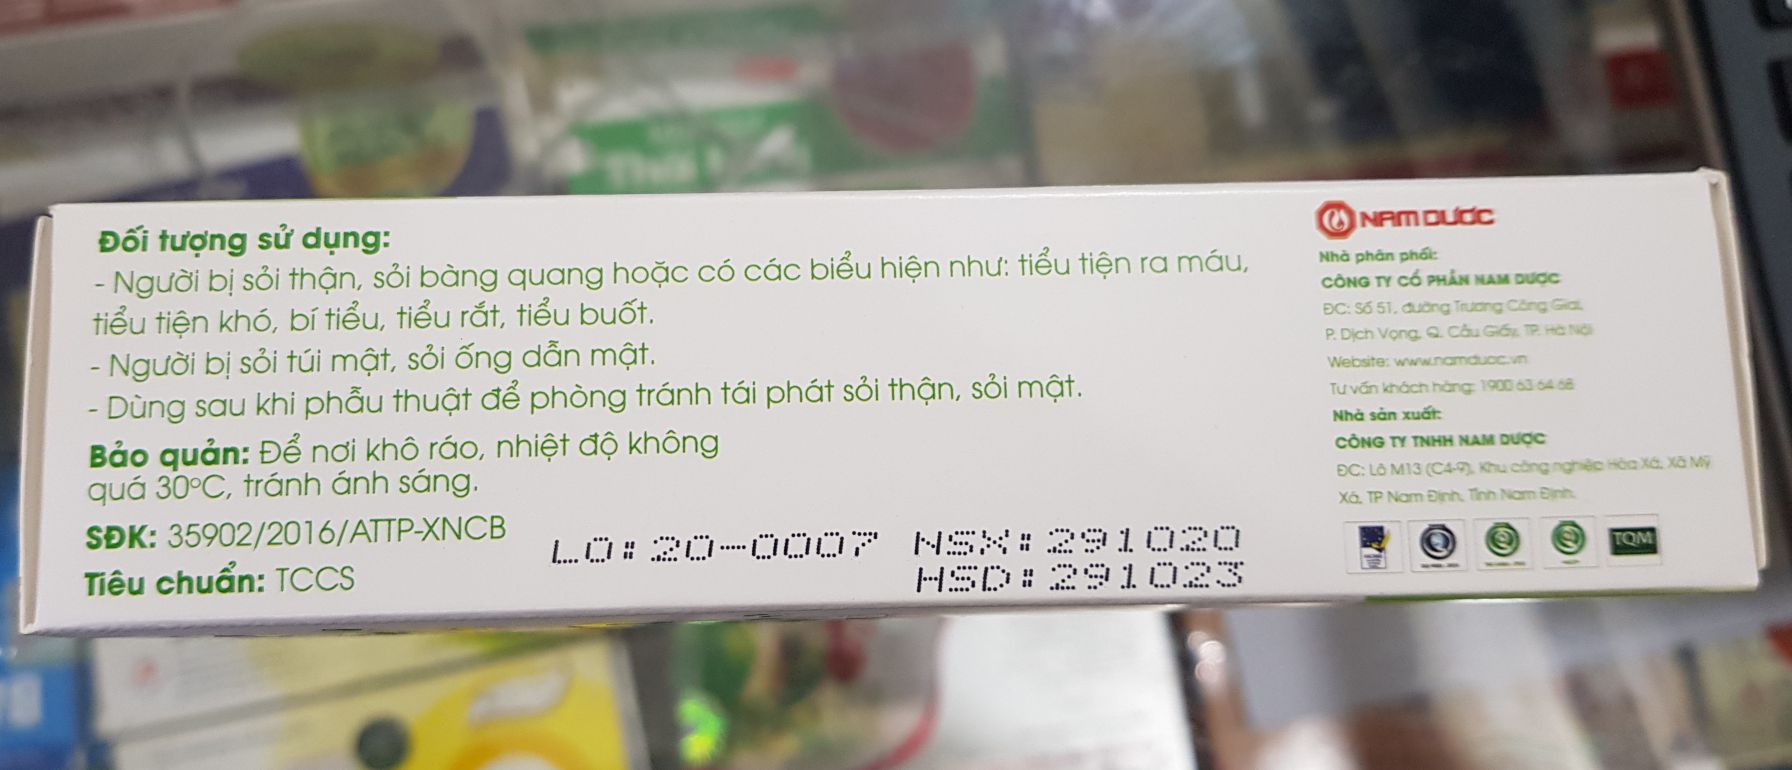 Đối tượng sử dụng:
- Người bị sỏi thận, sỏi bàng quang hoặc có các biểu hiện như: tiểu tiện ra máu,
tiểu tiện khó, bí tiểu, tiểu rắt, tiểu buốt.
- Người bị sỏi túi mật, sỏi ống dẫn mật.
- Dùng sau khi phẫu thuật để phòng tránh tái phát sỏi thận, sỏi mật.
Bảo quản: Để nơi khô ráo, nhiệt độ không
quá 30°C, tránh ánh sáng.
SĐK: 35902/2016/ATTP-XNCB
Tiêu chuẩn: TCCS
LO: 20-0007 NSX: 291020
HSD: 291023
NAM DƯỢC
Nhà phân phối:
CÔNG TY CỔ PHẦN NAM DƯỢC
ĐC: Số 51, đường Trương Công Giai,
P. Dịch Vọng, Q. Cầu Giấy, TP. Hà Nội
Website: www.namduoc.vn
Tư vấn khách hàng: 1900 63 64 68
Nhà sản xuất:
CÔNG TY TNHH NAM DƯỢC
ĐC: Lô M13 (C4-9), Khu công nghiệp Hòa Xá, Xã Mỹ
Xá, TP Nam Định, Tỉnh Nam Định.
TQM